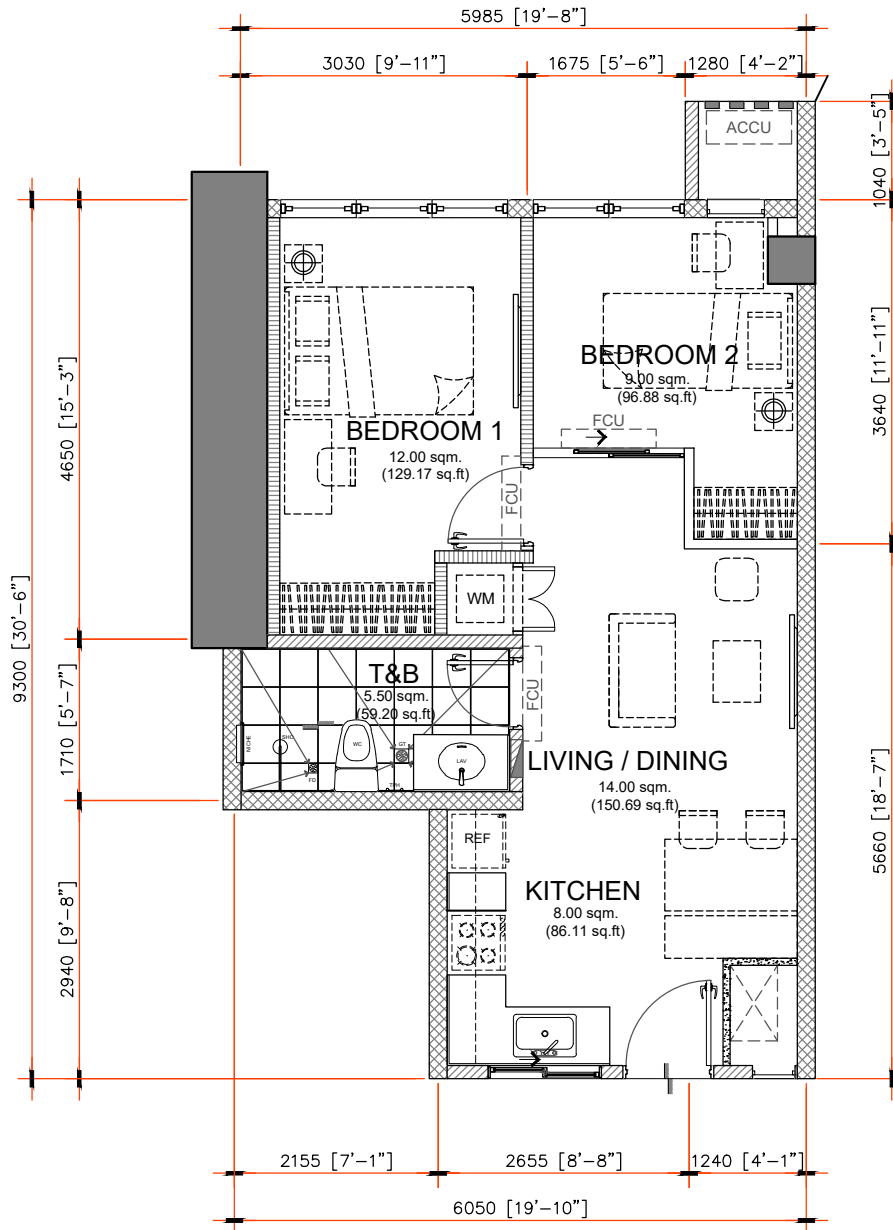 5985 [19'-8"]
3030 [9'-11"]
1675 [5'-6"]
1280 [4'-2"]
ACCU
1040 [3'-5"]
BEDROOM 2
9.00 sqm.
(96.88 sq.ft)
FCU
3640 [11'-11"]
4650 [15'-3"]
BEDROOM 1
12.00 sqm.
(129.17 sq.ft)
FCU
WM
9300 [30'-6"]
1710 [5'-7"]
T&B
5.50 sqm.
(59.20 sq.ft)
FCU
NICHE
SHO
WC
GT
LAV
FD
TPH
LIVING / DINING
14.00 sqm.
(150.69 sq.ft)
5660 [18'-7"]
REF
KITCHEN
8.00 sqm.
(86.11 sq.ft)
2940 [9'-8"]
2155 [7'-1"]
2655 [8'-8"]
1240 [4'-1"]
6050 [19'-10"]